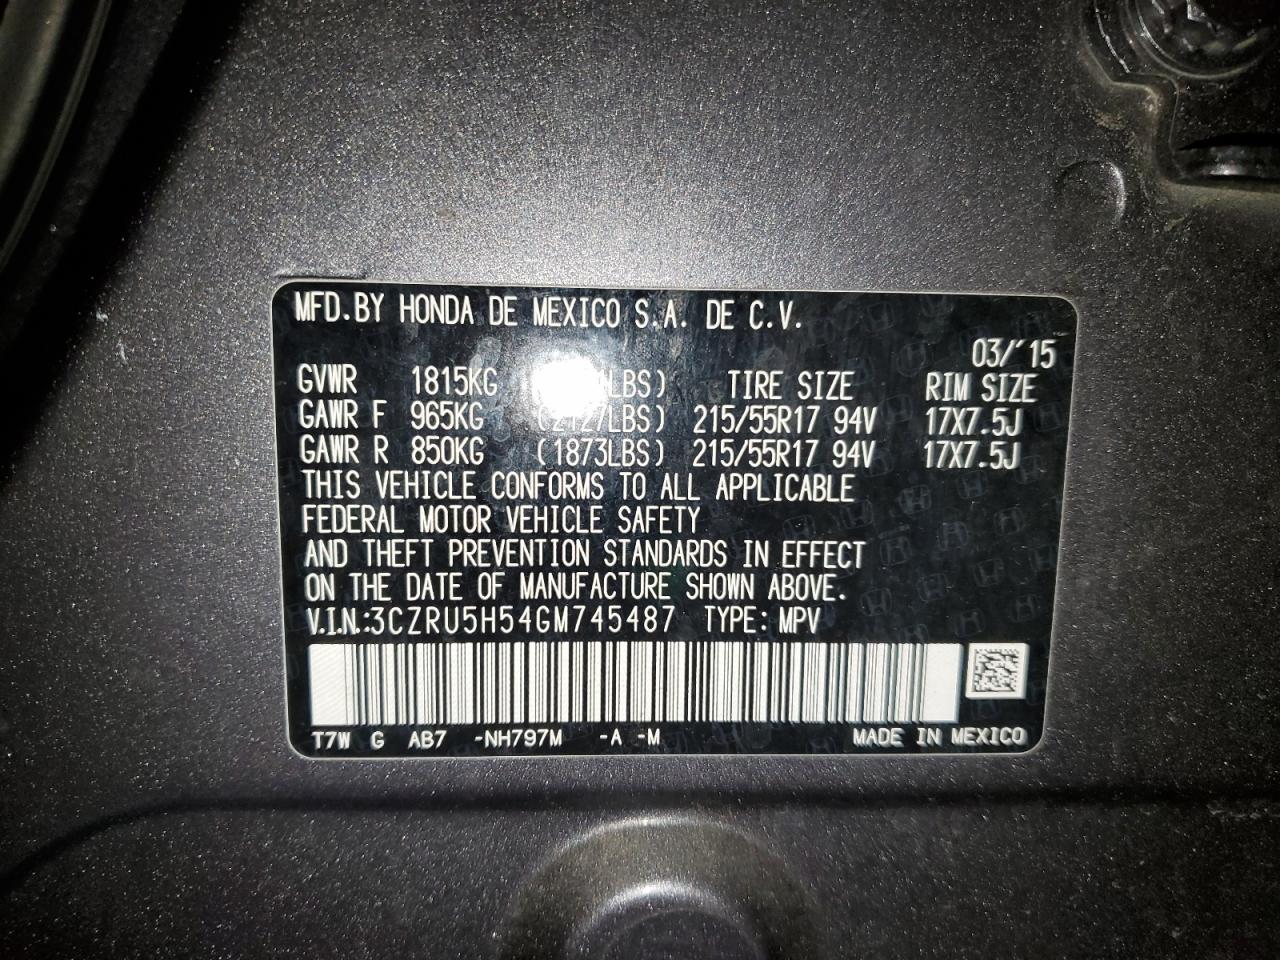 MFD.BY HONDA DE MEXICO S.A. DE C.V.
03/'15
GVWR 1815KG LBS) TIRE SIZE RIM SIZE
GAWR F 965KG (2127LBS) 215/55R17 94V 17X7.5J
GAWR R 850KG (1873LBS) 215/55R17 94V 17X7.5J
THIS VEHICLE CONFORMS TO ALL APPLICABLE
FEDERAL MOTOR VEHICLE SAFETY
AND THEFT PREVENTION STANDARDS IN EFFECT
ON THE DATE OF MANUFACTURE SHOWN ABOVE.
V.I.N.:3CZRU5H54GM745487 TYPE: MPV
T7W G AB7 -NH797M -A -M MADE IN MEXICO